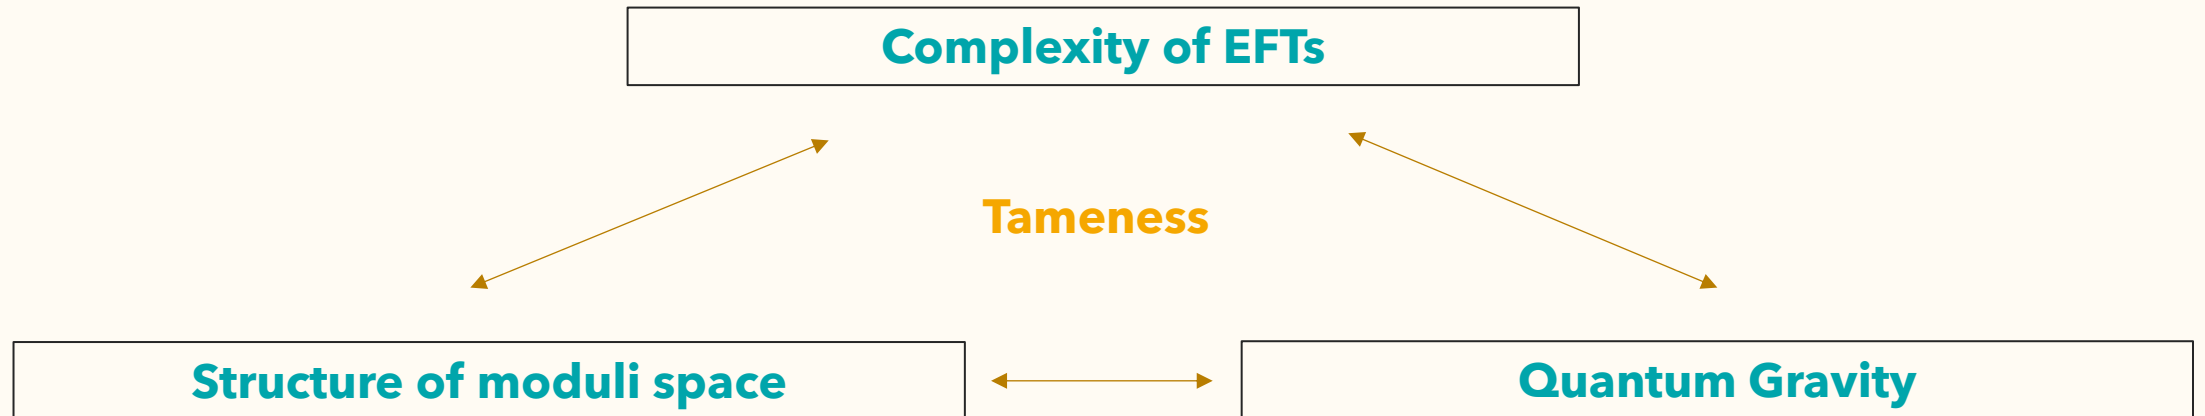 Complexity of EFTs
Tameness
Structure of moduli space
Quantum Gravity